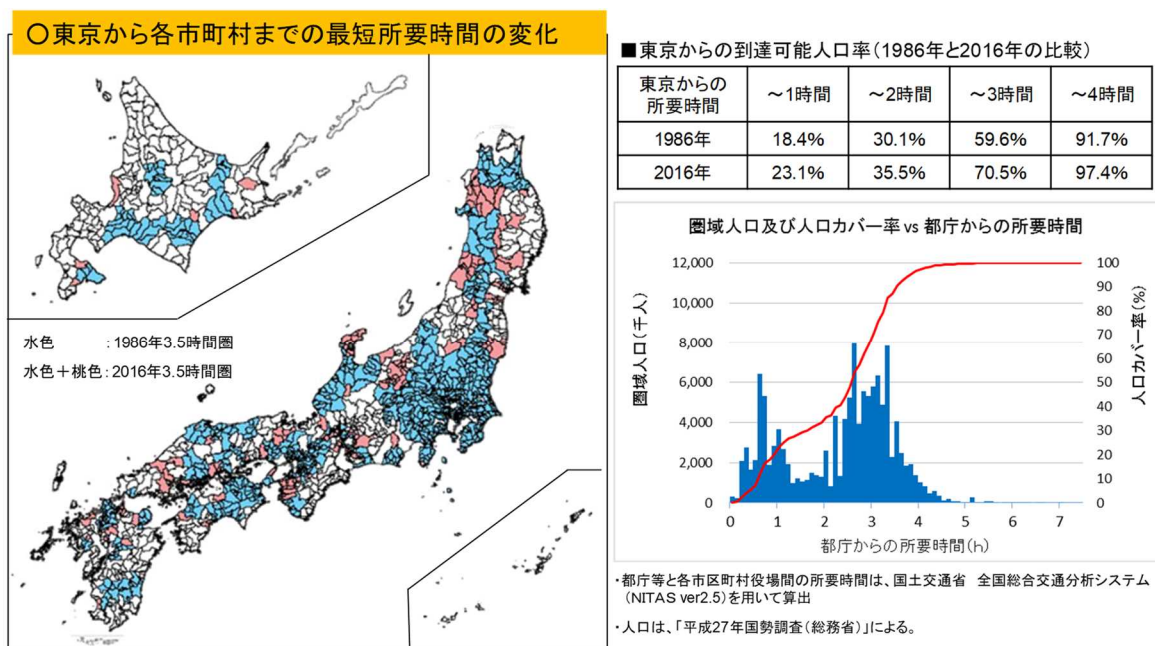 〇東京から各市町村までの最短所要時間の変化
水色　　　：1986年3.5時間圏
水色＋桃色：2016年3.5時間圏
■東京からの到達可能人口率（1986年と2016年の比較）
東京からの
所要時間 ～1時間 ～2時間 ～3時間 ～4時間
1986年 18.4% 30.1% 59.6% 91.7%
2016年 23.1% 35.5% 70.5% 97.4%
圏域人口及び人口カバー率 vs 都庁からの所要時間
圏域人口（千人）
12,000
10,000
8,000
6,000
4,000
2,000
0
人口カバー率（%）
100
90
80
70
60
50
40
30
20
10
0
0 1 2 3 4 5 6 7
都庁からの所要時間（h）
・都庁等と各市区町村役場間の所要時間は、国土交通省　全国総合交通分析システム
（NITAS ver2.5）を用いて算出
・人口は、「平成27年国勢調査（総務省）」による。